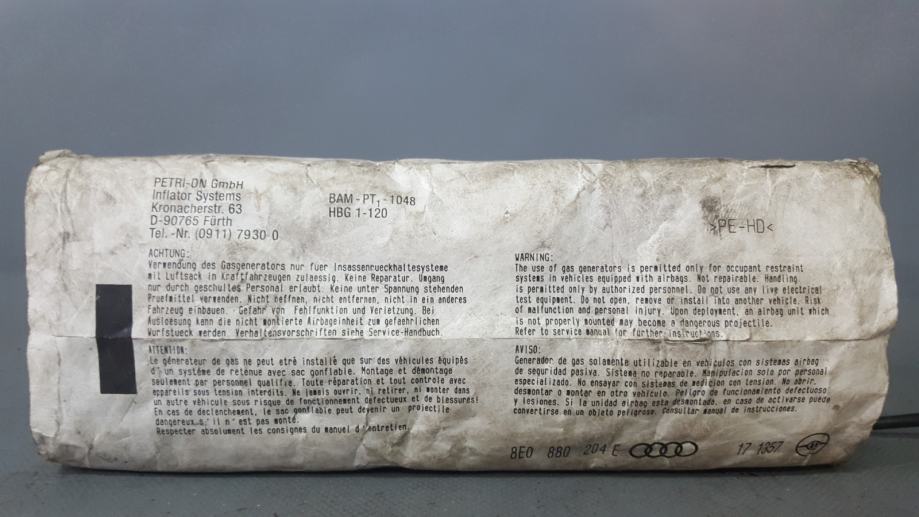 PETRI-DN GmbH
Inflator Systems
Kronacherstr. 63
D-90765 Fürth
Tel.-Nr. (0911) 7930 0
BAM-PT₁-1048
HBG 1-120
>PE-HD<
ACHTUNG:
Verwendung des Gasgenerators nur fuer Insassenrueckhaltesysteme
mit Luftsack in Kraftfahrzeugen zulaessig. Keine Reparatur. Umgang
nur durch geschultes Personal erlaubt. Keine unter Spannung stehenden
Pruefmittel verwenden. Nicht oeffnen, nicht entfernen, nicht in ein anderes
Fahrzeug einbauen. Gefahr von Fehlfunktion und Verletzung. Bei
Ausloesung kann die nicht montierte Airbageinheit zum gefaehrlichen
Wurfstueck werden. Verhaltensvorschriften siehe Service-Handbuch.
WARNING:
The use of gas generators is permitted only for occupant restraint
systems in vehicles equipped with airbags. Not repairable. Handling
is permitted only by authorized personnel. Do not use any live electrical
test equipment. Do not open, remove or install into another vehicle. Risk
of malfunction and personal injury. Upon deployment, an airbag unit which
is not properly mounted may become a dangerous projectile.
Refer to service manual for further instructions.
ATTENTION:
Le générateur de gaz ne peut etré installé que sur des véhicules équipés
d'un système de retenue avec sac gonflable. Montage et démontage
seulement par personnel qualifié. Toute réparation et tout controle avec
appareils sous tension interdits. Ne jamais ouvrir, ni retirer, ni monter dans
un autre véhicule sous risque de fonctionnement defectueux et de blessures!
En cas de declenchement, le sac gonflable peut devenir un projectile
dangereux s'il n'est pas monté.
Respecter absolument les consignes du manuel d'entretien.
AVISO:
Generador de gas solamente utilizable en vehiculos con sistemas airbag
de seguridad pasiva. Sistema no reparable. Manipulacion solo por personal
especializado. No ensayar con sistemas de medicion con tension. No abrir,
desmontar o montar en otro vehiculo. Peligro de funcionamiento defectuoso
y lesiones. Si la unidad airbag esta desmontada, en caso de activarse puede
convertirse en un objeto peligroso. Consultar manual de instrucciones.
8E0 880 204 E
17 1357